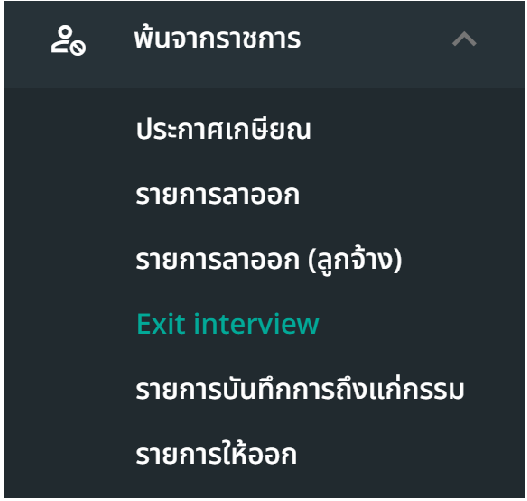 พ้นจากราชการ
ประกาศเกษียณ
รายการลาออก
รายการลาออก (ลูกจ้าง)
Exit interview
รายการบันทึกการถึงแก่กรรม
รายการให้ออก